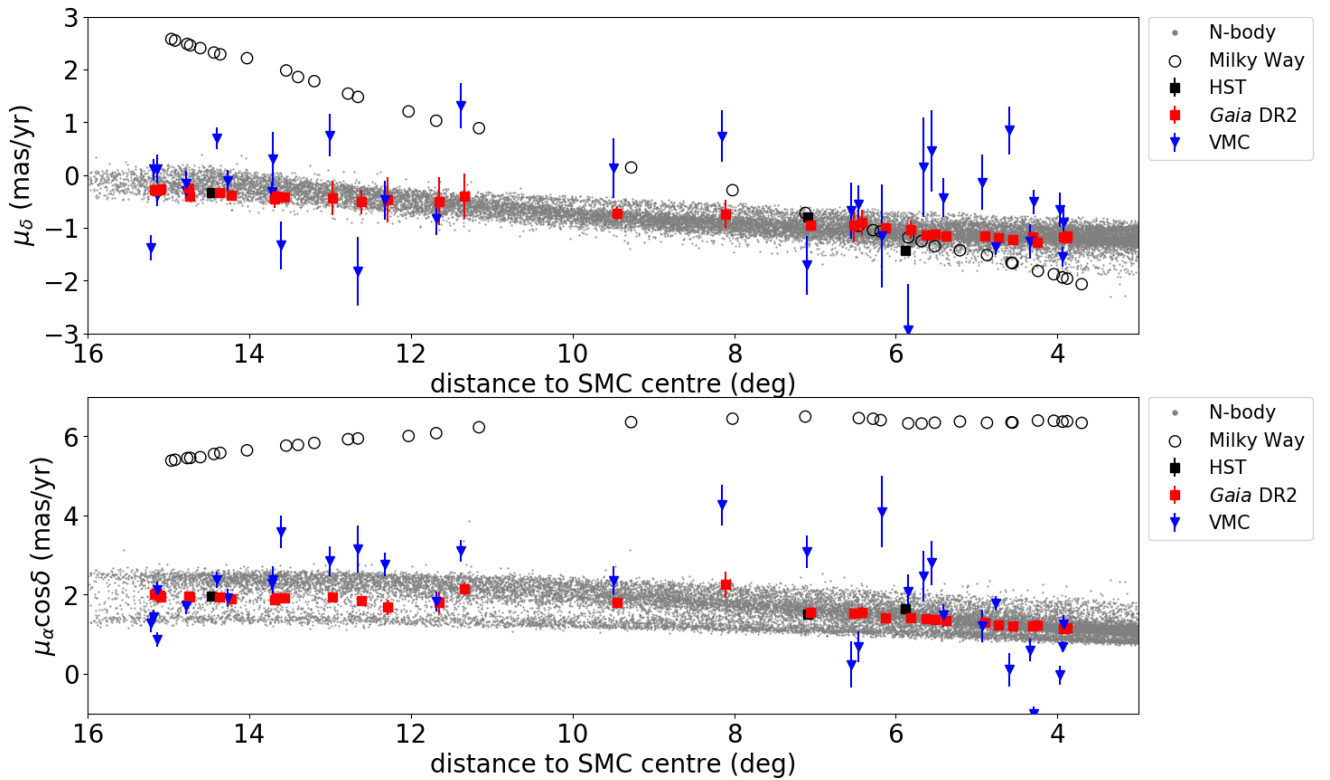 3
2
1
0
−1
−2
−3
μδ (mas/yr)
16 14 12 10 8 6 4
distance to SMC centre (deg)
N-body
Milky Way
HST
Gaia DR2
VMC
6
4
2
0
μαcosδ (mas/yr)
16 14 12 10 8 6 4
distance to SMC centre (deg)
N-body
Milky Way
HST
Gaia DR2
VMC